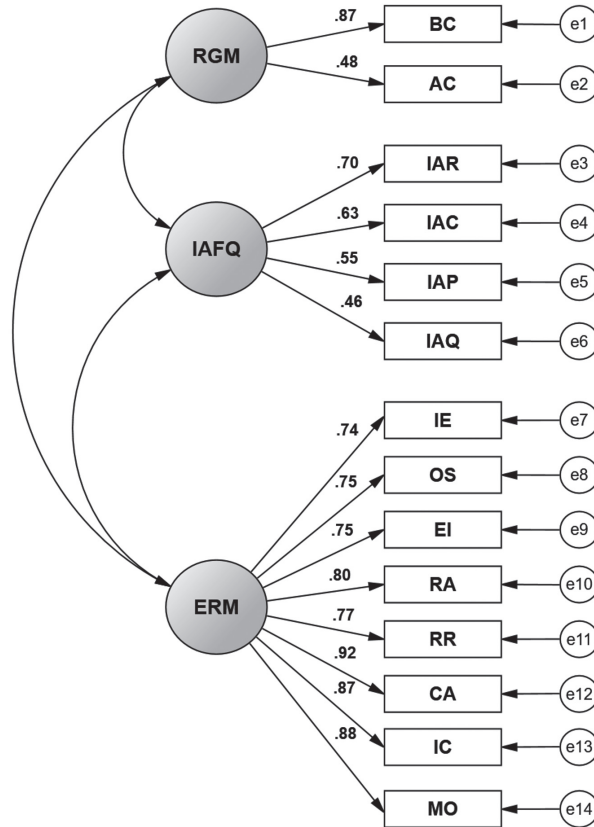 .87
BC
e1
RGM
.48
AC
e2
.70
IAR
e3
.63
IAC
e4
IAFQ
.55
IAP
e5
.46
IAQ
e6
.74
IE
e7
.75
OS
e8
.75
EI
e9
.80
RA
e10
ERM
.77
RR
e11
.92
CA
e12
.87
IC
e13
.88
MO
e14